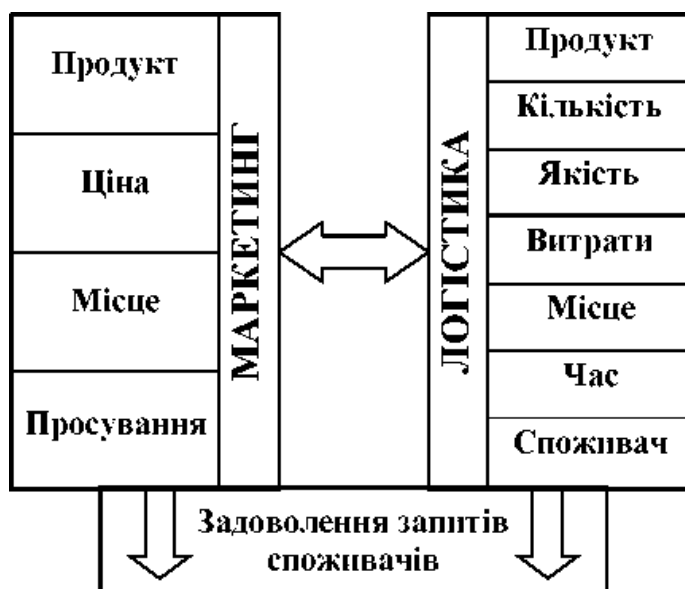 Продукт
Ціна
Місце
Просування
МАРКЕТИНГ
ЛОГІСТИКА
Продукт
Кількість
Якість
Витрати
Місце
Час
Споживач
Задоволення запитів
споживачів